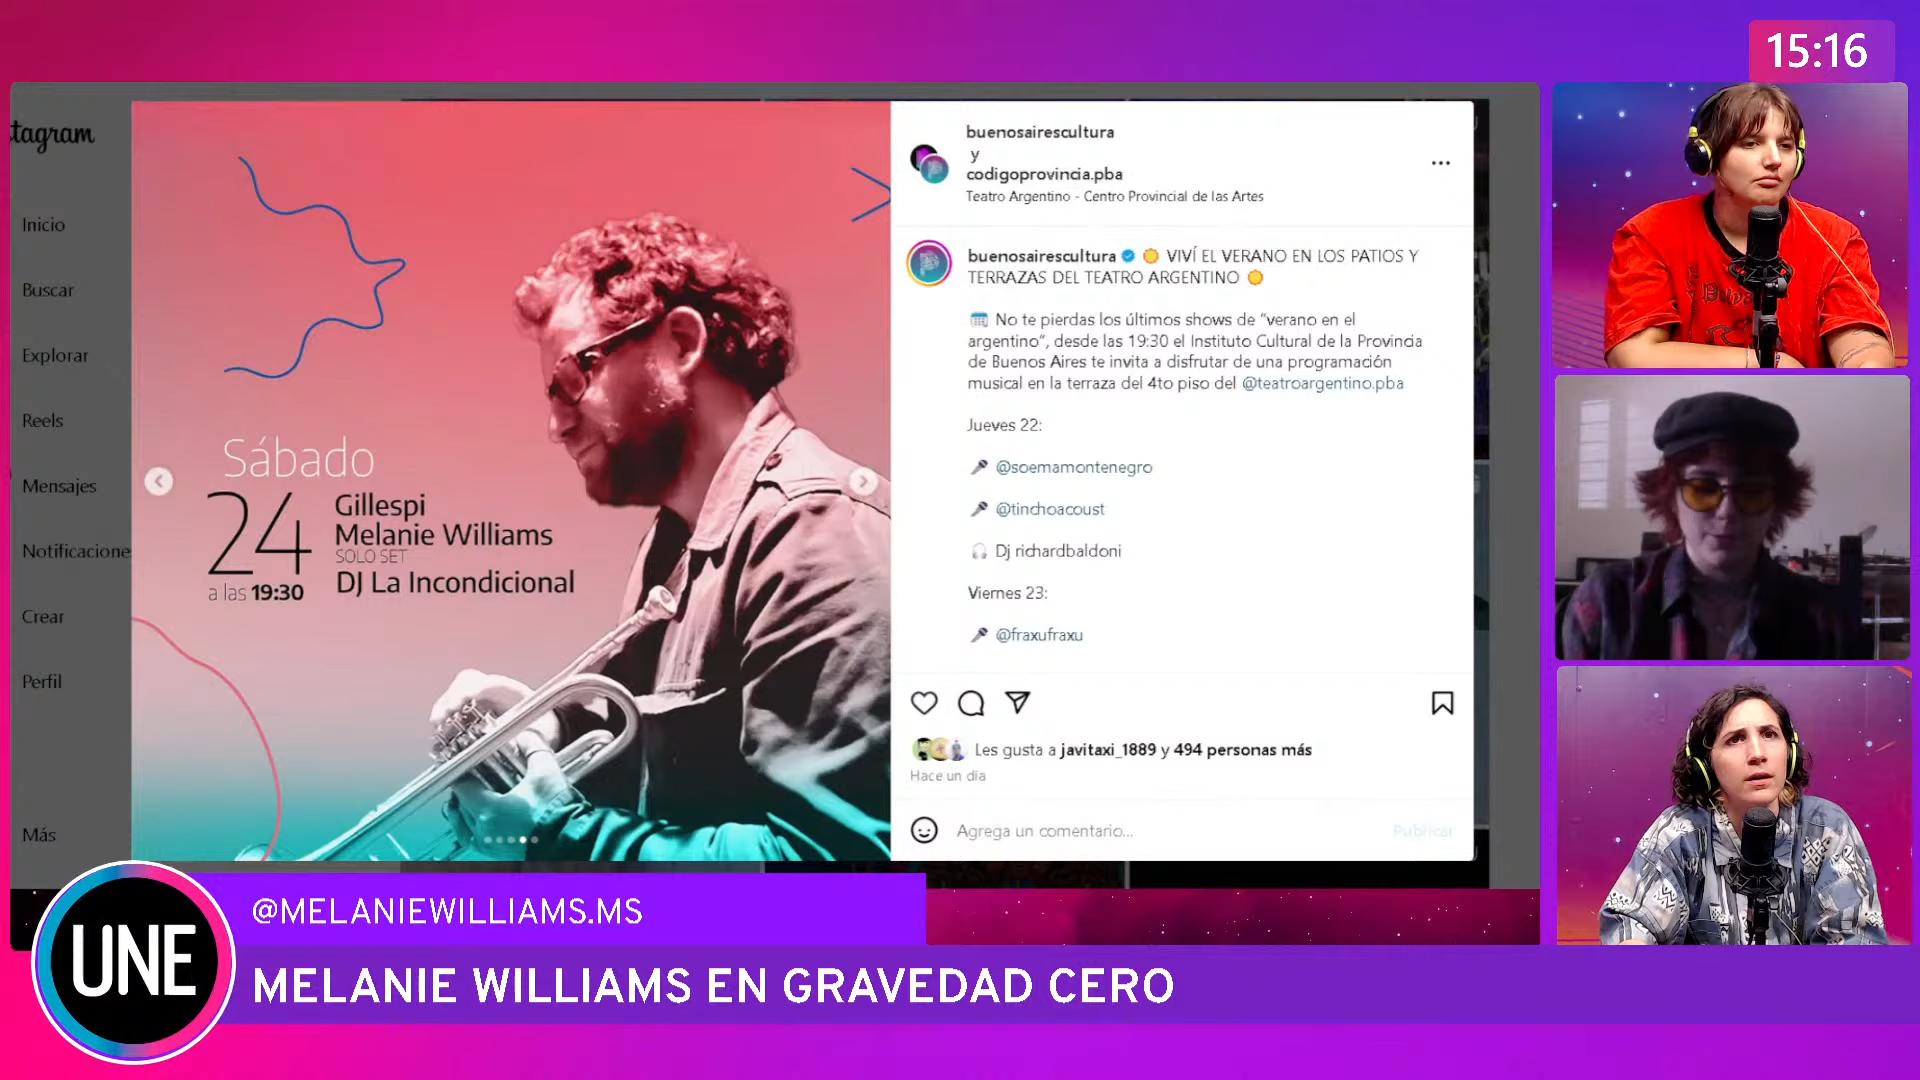 15:16
stagram
Inicio
Buscar
Explorar
Reels
Mensajes
Notificacione
Crear
Perfil
Más
Sábado
24
a las 19:30
Gillespi
Melanie Williams
SOLO SET
DJ La Incondicional
buenosairescultura
y
codigoprovincia.pba
Teatro Argentino - Centro Provincial de las Artes
buenosairescultura VIVÍ EL VERANO EN LOS PATIOS Y
TERRAZAS DEL TEATRO ARGENTINO
No te pierdas los últimos shows de “verano en el
argentino”, desde las 19:30 el Instituto Cultural de la Provincia
de Buenos Aires te invita a disfrutar de una programación
musical en la terraza del 4to piso del @teatroargentino.pba
Jueves 22:
@soemamontenegro
@tinchoacoust
Dj richardbaldoni
Viernes 23:
@fraxufraxu
Les gusta a javitaxi_1889 y 494 personas más
Hace un día
Agrega un comentario...
Publicar
UNE
@MELANIEWILLIAMS.MS
MELANIE WILLIAMS EN GRAVEDAD CERO